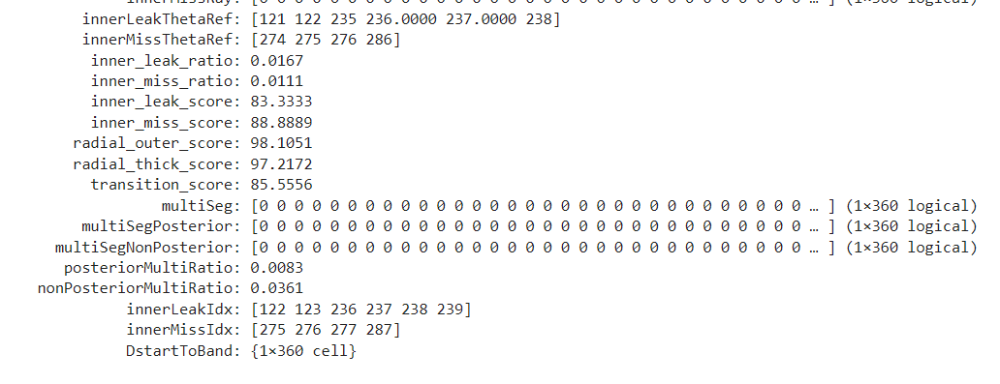 innerMissRay: [0 0 0 0 0 0 0 0 0 0 0 0 0 0 0 0 0 0 0 0 0 0 0 0 0 0 0 0 0 0 0 … ] (1×360 logical)
innerLeakThetaRef: [121 122 235 236.0000 237.0000 238]
innerMissThetaRef: [274 275 276 286]
inner_leak_ratio: 0.0167
inner_miss_ratio: 0.0111
inner_leak_score: 83.3333
inner_miss_score: 88.8889
radial_outer_score: 98.1051
radial_thick_score: 97.2172
transition_score: 85.5556
multiSeg: [0 0 0 0 0 0 0 0 0 0 0 0 0 0 0 0 0 0 0 0 0 0 0 0 0 0 0 0 0 0 0 … ] (1×360 logical)
multiSegPosterior: [0 0 0 0 0 0 0 0 0 0 0 0 0 0 0 0 0 0 0 0 0 0 0 0 0 0 0 0 0 0 0 … ] (1×360 logical)
multiSegNonPosterior: [0 0 0 0 0 0 0 0 0 0 0 0 0 0 0 0 0 0 0 0 0 0 0 0 0 0 0 0 0 0 0 … ] (1×360 logical)
posteriorMultiRatio: 0.0083
nonPosteriorMultiRatio: 0.0361
innerLeakIdx: [122 123 236 237 238 239]
innerMissIdx: [275 276 277 287]
DstartToBand: {1×360 cell}